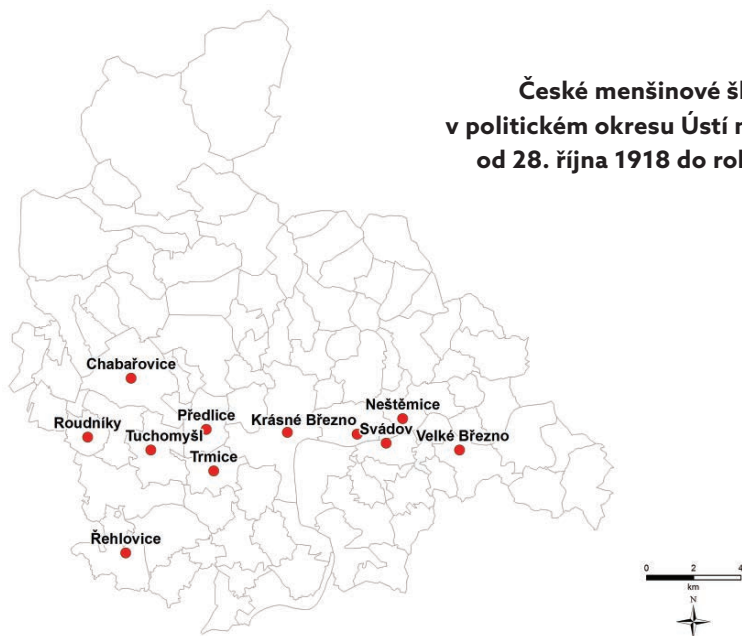 České menšinové
v politickém okresu Ústí
od 28. října 1918 do
Chabařovice
Neštěmice
Předlice
Krásné Březno
Roudníky
Svádov
Velké Březno
Tuchomyšl
Trmice
Řehlovice
0 2 4
km
N